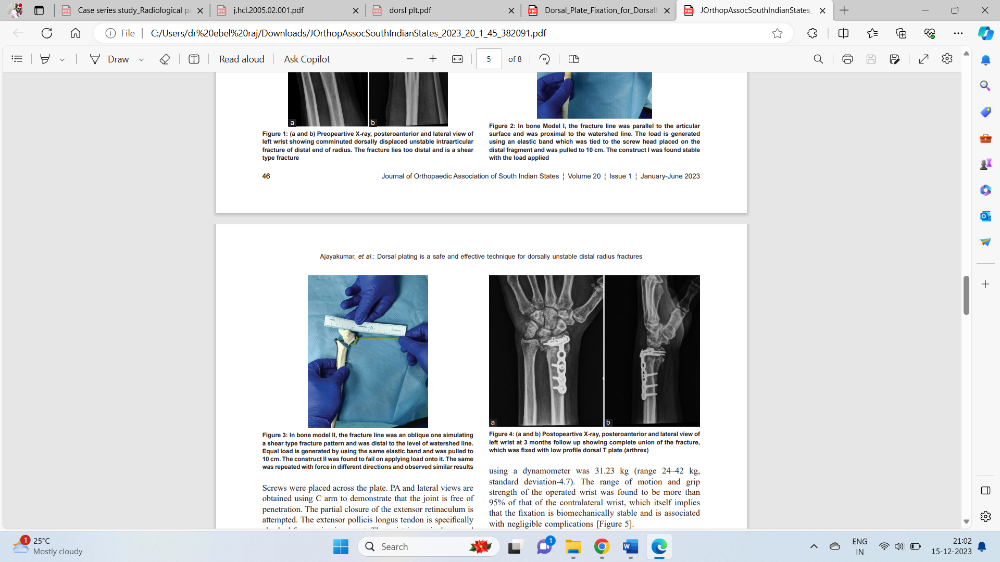 Case series study_Radiological pa
j.hcl.2005.02.001.pdf
dorsl plt.pdf
Dorsal_Plate_Fixation_for_Dorsall
JOrthopAssocSouthIndianStates_
File
C:/Users/dr%20ebel%20raj/Downloads/JOrthopAssocSouthIndianStates_2023_20_1_45_382091.pdf
Draw
Read aloud
Ask Copilot
5 of 8
a
b
Figure 1: (a and b) Preopeartive X-ray, posteroanterior and lateral view of
left wrist showing comminuted dorsally displaced unstable intraarticular
fracture of distal end of radius. The fracture lies too distal and is a shear
type fracture
Figure 2: In bone Model I, the fracture line was parallel to the articular
surface and was proximal to the watershed line. The load is generated
using an elastic band which was tied to the screw head placed on the
distal fragment and was pulled to 10 cm. The construct I was found stable
with the load applied
46
Journal of Orthopaedic Association of South Indian States ¦ Volume 20 ¦ Issue 1 ¦ January-June 2023
Ajayakumar, et al.: Dorsal plating is a safe and effective technique for dorsally unstable distal radius fractures
Figure 3: In bone model II, the fracture line was an oblique one simulating
a shear type fracture pattern and was distal to the level of watershed line.
Equal load is generated by using the same elastic band and was pulled to
10 cm. The construct II was found to fail on applying load onto it. The same
was repeated with force in different directions and observed similar results
Screws were placed across the plate. PA and lateral views are
obtained using C arm to demonstrate that the joint is free of
penetration. The partial closure of the extensor retinaculum is
attempted. The extensor pollicis longus tendon is specifically
a
b
Figure 4: (a and b) Postopeartive X-ray, posteroanterior and lateral view of
left wrist at 3 months follow up showing complete union of the fracture,
which was fixed with low profile dorsal T plate (arthrex)
using a dynamometer was 31.23 kg (range 24–42 kg,
standard deviation-4.7). The range of motion and grip
strength of the operated wrist was found to be more than
95% of that of the contralateral wrist, which itself implies
that the fixation is biomechanically stable and is associated
with negligible complications [Figure 5].
1
25°C
Mostly cloudy
Search
1
ENG
IN
21:02
15-12-2023